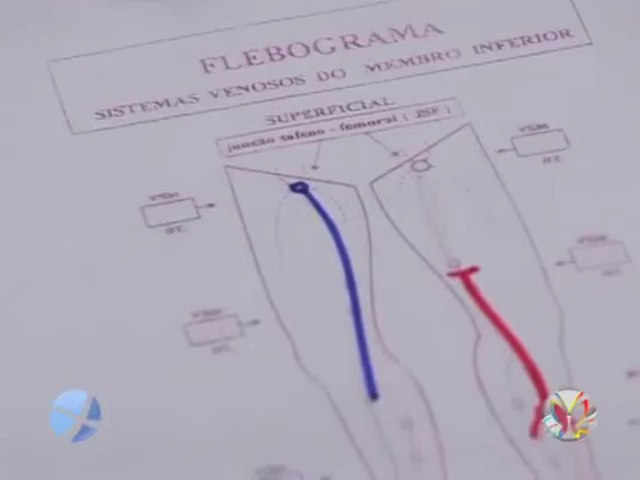 FLEBOGRAMA
SISTEMAS VENOSOS DO MEMBRO INFERIOR
SUPERFICIAL
junção safeno - femoral ( JSF )